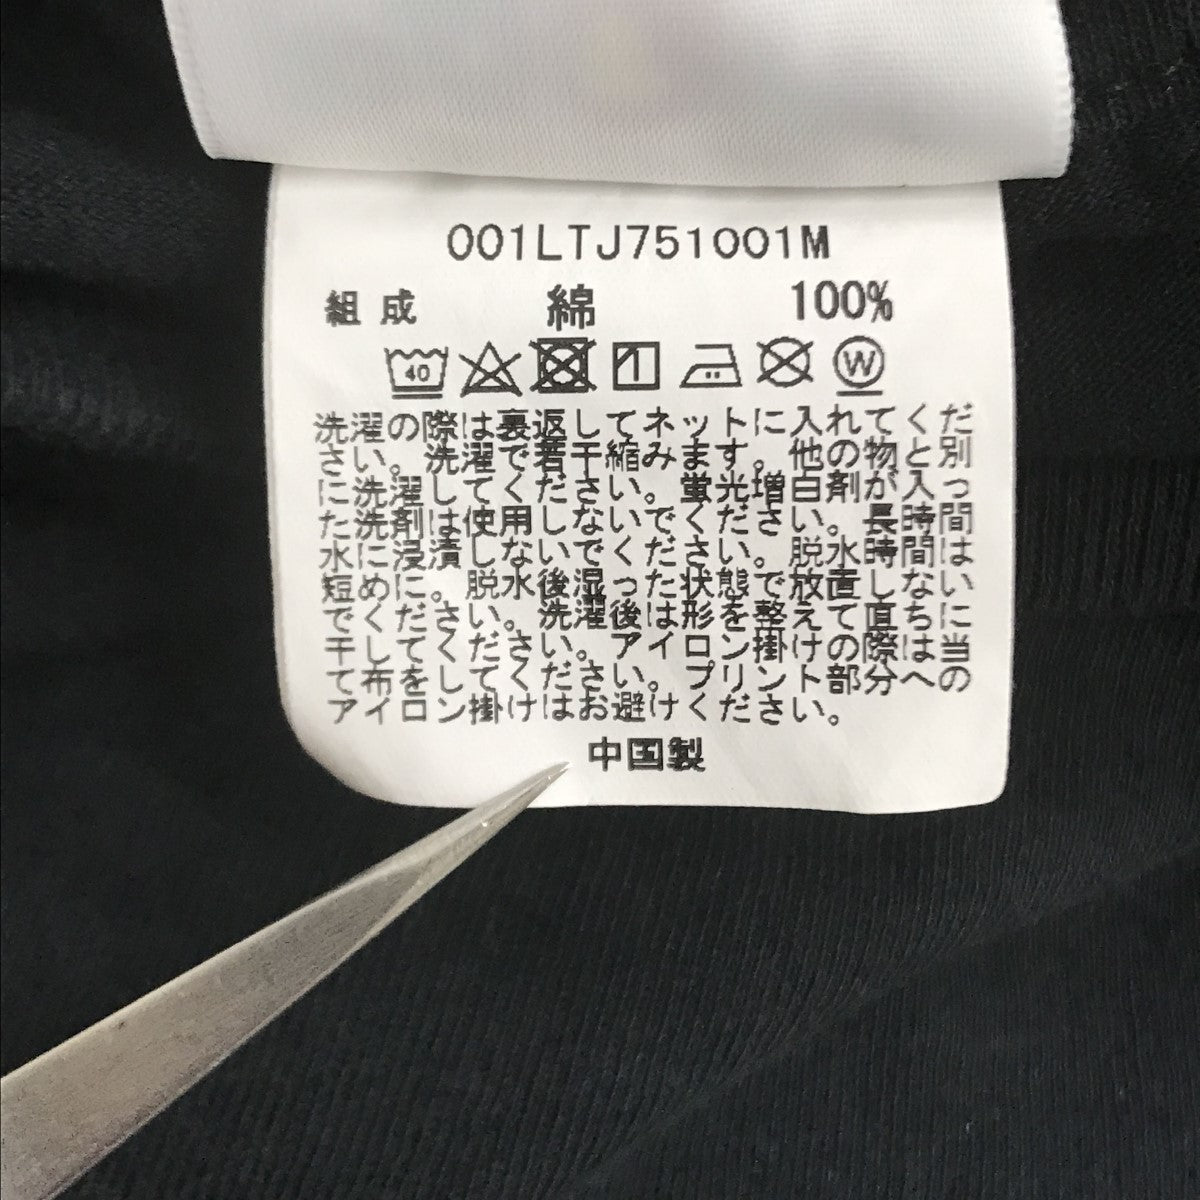 001LTJ751001M
組成 綿 100%
40 W
洗濯の際は裏返してネットに入れてくだ
さい。洗濯で若干縮みます。他の物と別
に洗濯してください。蛍光増白剤が入っ
た洗剤は使用しないでください。長時間
水に浸漬しないでください。脱水時間は
短めに。脱水後湿った状態で放置しない
でください。洗濯後は形を整えて直ちに
干してください。アイロン掛けの際は当
て布をしてください。プリント部分への
アイロン掛けはお避けください。
中国製